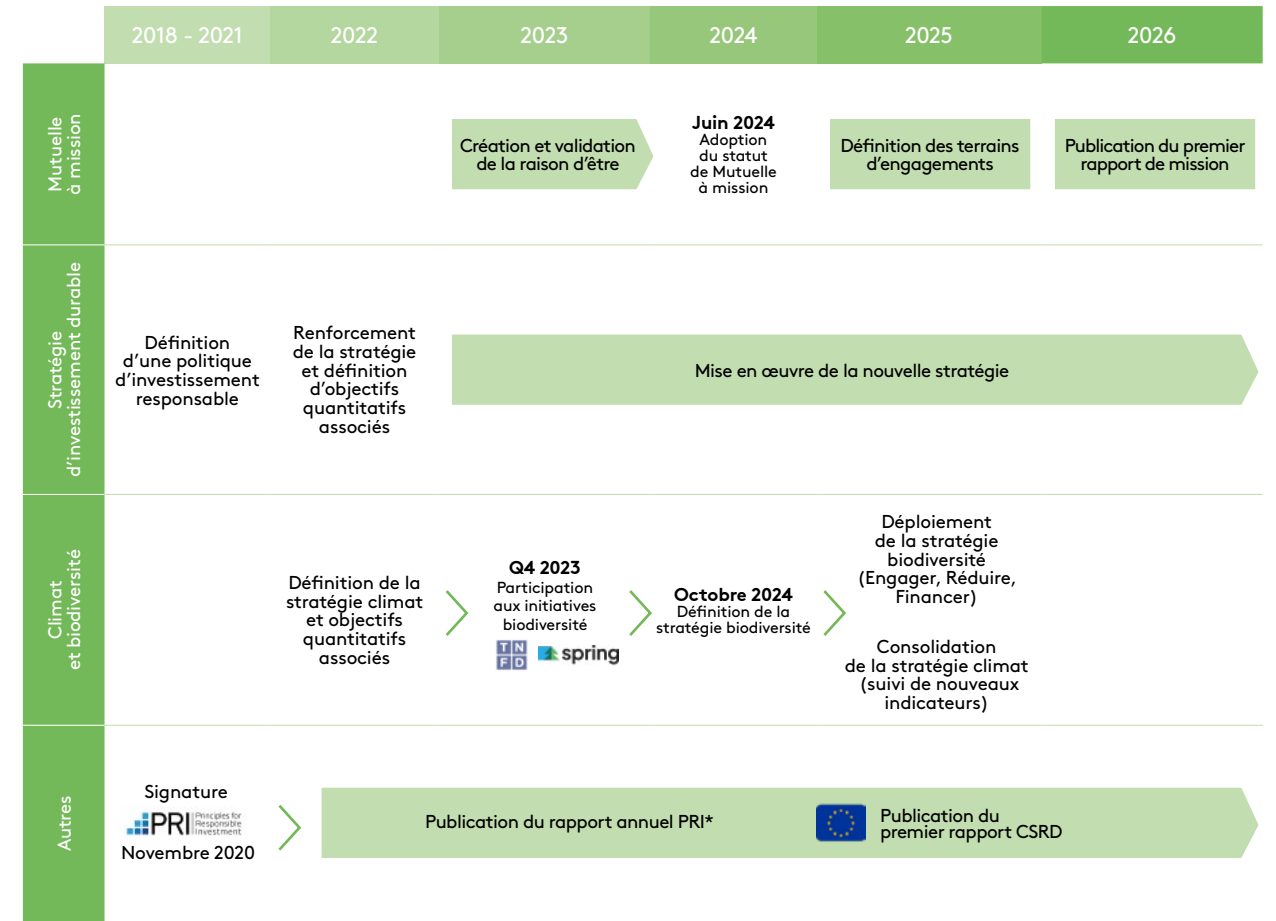 2018 - 2021
2022
2023
2024
2025
2026
Mutuelle
à mission
Création et validation
de la raison d'être
Juin 2024
Adoption
du statut
de Mutuelle
à mission
Définition des terrains
d'engagements
Publication du premier
rapport de mission
Stratégie
d'investissement durable
Définition
d'une politique
d'investissement
responsable
Renforcement
de la stratégie
et définition
d'objectifs
quantitatifs
associés
Mise en œuvre de la nouvelle stratégie
Climat
et biodiversité
Définition de la
stratégie climat
et objectifs
quantitatifs
associés
Q4 2023
Participation
aux initiatives
biodiversité
TN
FD
spring
Octobre 2024
Définition de la
stratégie biodiversité
Déploiement
de la stratégie
biodiversité
(Engager, Réduire,
Financer)
Consolidation
de la stratégie climat
(suivi de nouveaux
indicateurs)
Autres
Signature
PRI
Principles for
Responsible
Investment
Novembre 2020
Publication du rapport annuel PRI*
Publication du
premier rapport CSRD